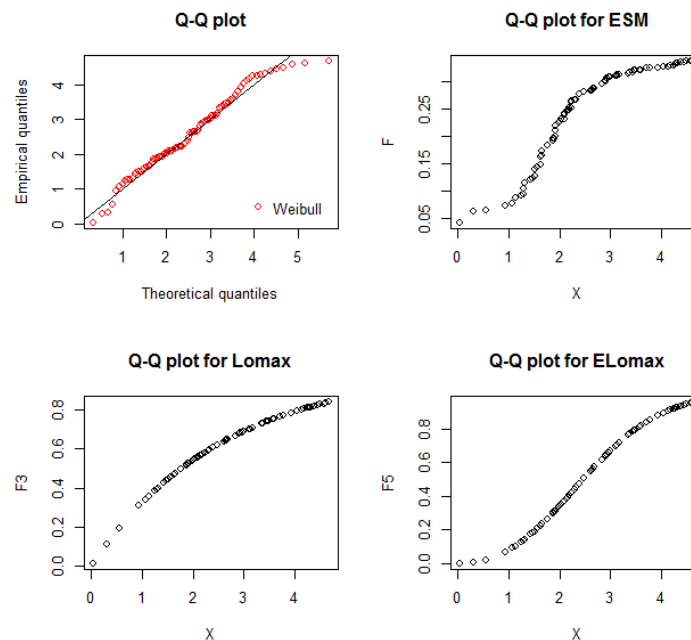 Q-Q plot
Empirical quantiles
4
3
2
1
0
Weibull
1 2 3 4 5
Theoretical quantiles
Q-Q plot for ESM
F
0.25
0.15
0.05
0 1 2 3 4
X
Q-Q plot for Lomax
F3
0.8
0.6
0.4
0.2
0.0
0 1 2 3 4
X
Q-Q plot for ELomax
F5
0.8
0.6
0.4
0.2
0.0
0 1 2 3 4
X